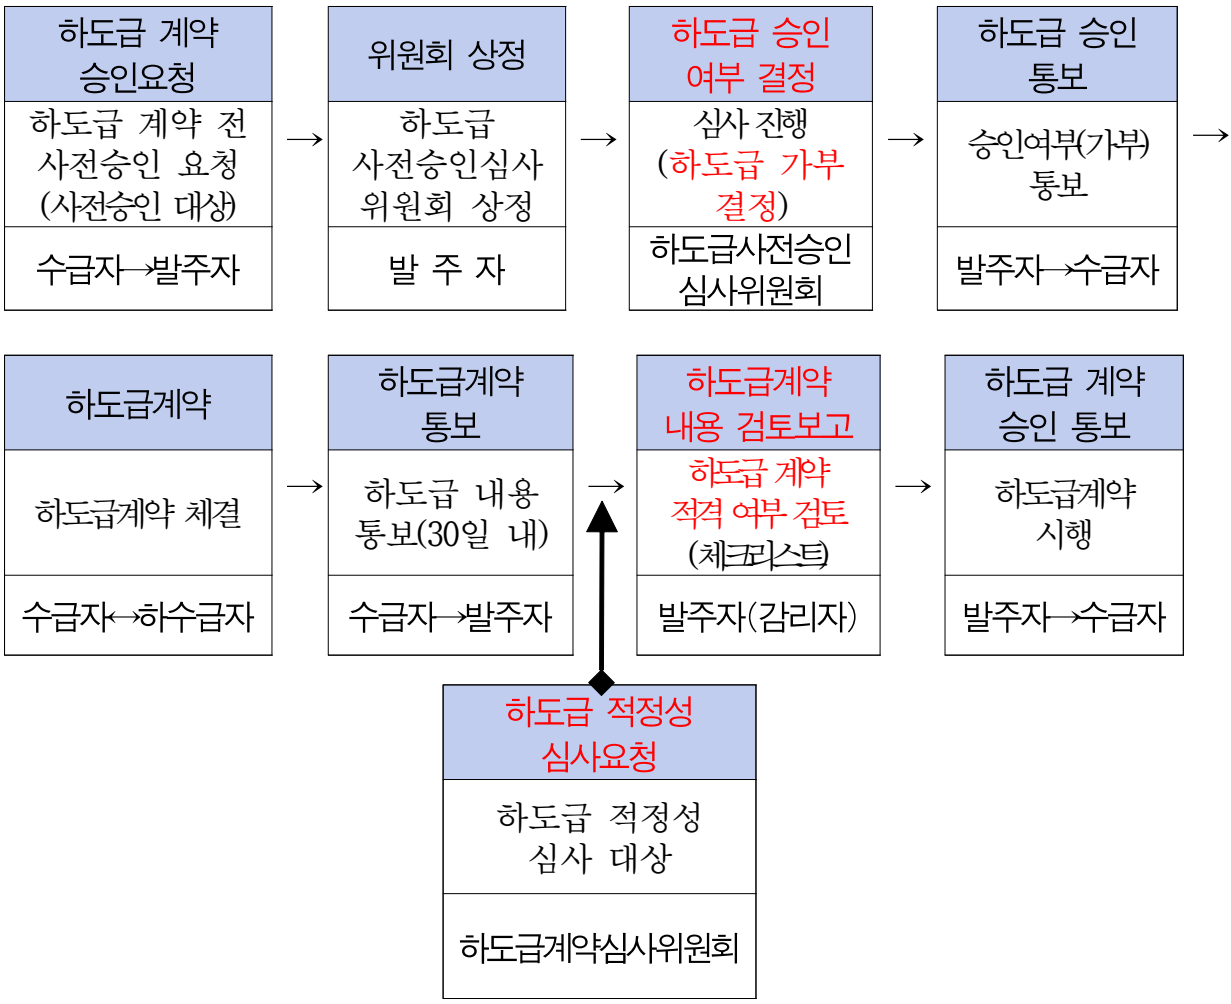 하도급 계약
승인요청
하도급 계약 전
사전승인 요청
(사전승인 대상)
수급자→발주자
→
위원회 상정
하도급
사전승인심사
위원회 상정
발 주 자
→
하도급 승인
여부 결정
심사 진행
(하도급 가부
결정)
하도급사전승인
심사위원회
→
하도급 승인
통보
승인여부(가부)
통보
발주자→수급자
→
하도급계약
하도급계약 체결
수급자↔하수급자
→
하도급계약
통보
하도급 내용
통보(30일 내)
수급자→발주자
→
하도급계약
내용 검토보고
하도급 계약
적격 여부 검토
(체크리스트)
발주자(감리자)
→
하도급 계약
승인 통보
하도급계약
시행
발주자→수급자
하도급 적정성
심사요청
하도급 적정성
심사 대상
하도급계약심사위원회